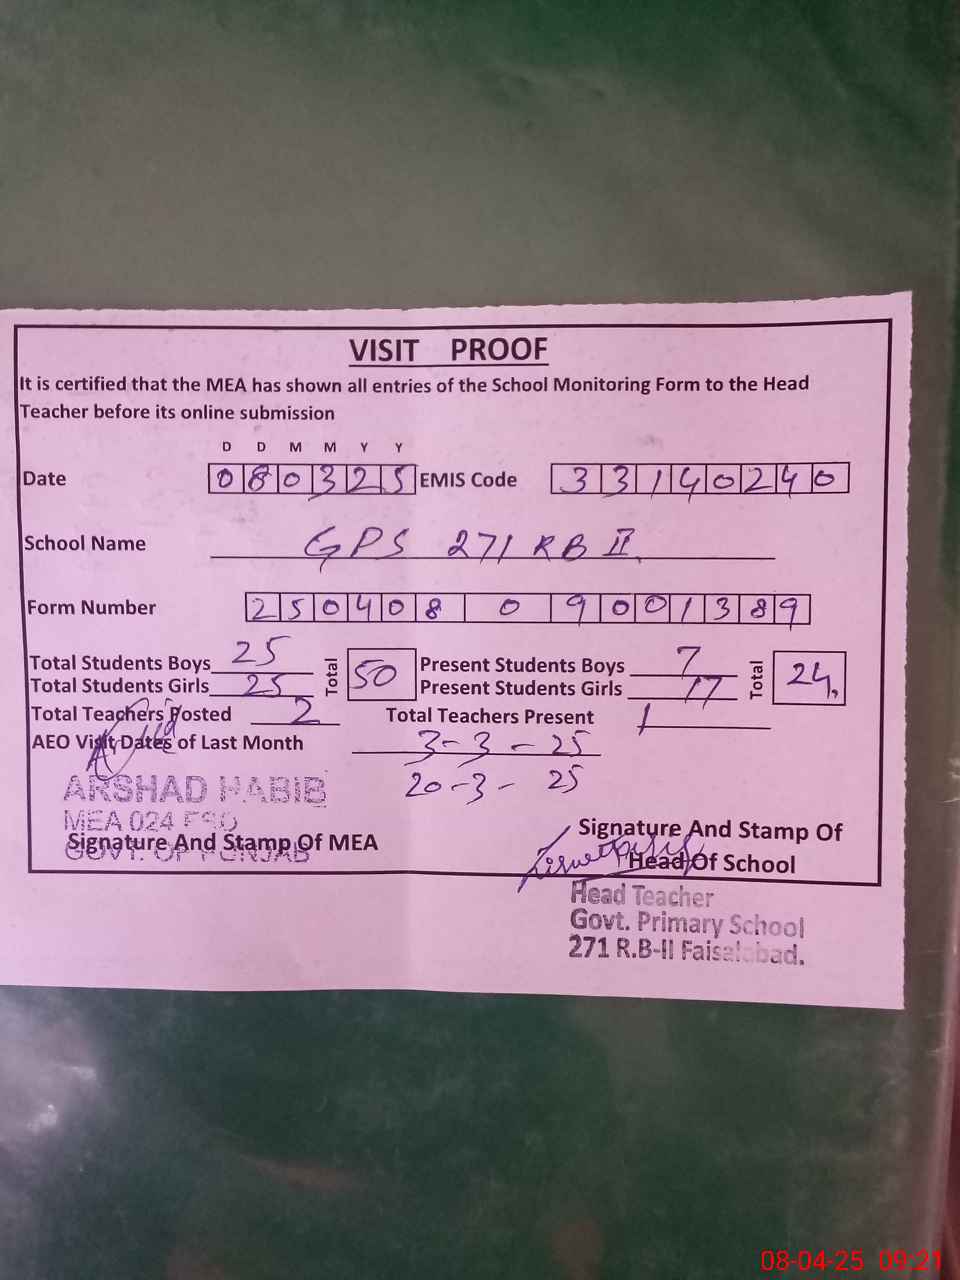 VISIT PROOF
It is certified that the MEA has shown all entries of the School Monitoring Form to the Head
Teacher before its online submission
D D M M Y Y
Date 080325 EMIS Code 33140240
School Name GPS 271 RB II
Form Number 250408 0 9001389
Total Students Boys 25 Total 50 Present Students Boys 7 Total 24
Total Students Girls 25 Present Students Girls 17
Total Teachers Posted 2 Total Teachers Present 1
AEO Visit Dates of Last Month 3-3-25
20-3-25
ARSHAD HABIB
MEA 024 FSD
GOVT. OF PUNJAB
Signature And Stamp Of MEA
Signature And Stamp Of
Head Of School
Head Teacher
Govt. Primary School
271 R.B-II Faisalabad.
08-04-25 09:21